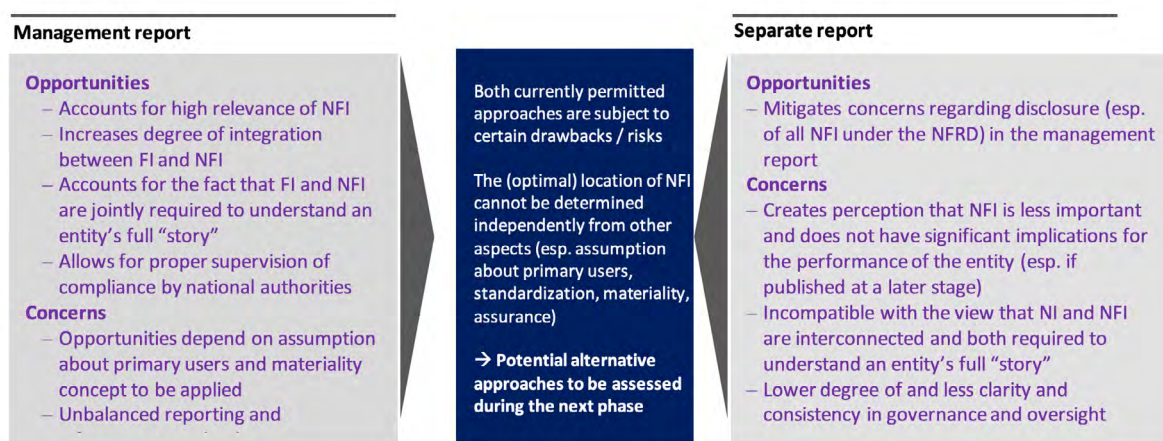 Management report
Opportunities
– Accounts for high relevance of NFI
– Increases degree of integration
between FI and NFI
– Accounts for the fact that FI and NFI
are jointly required to understand an
entity's full "story"
– Allows for proper supervision of
compliance by national authorities
Concerns
– Opportunities depend on assumption
about primary users and materiality
concept to be applied
– Unbalanced reporting and
Both currently permitted
approaches are subject to
certain drawbacks / risks
The (optimal) location of NFI
cannot be determined
independently from other
aspects (esp. assumption
about primary users,
standardization, materiality,
assurance)
→ Potential alternative
approaches to be assessed
during the next phase
Separate report
Opportunities
– Mitigates concerns regarding disclosure (esp.
of all NFI under the NFRD) in the management
report
Concerns
– Creates perception that NFI is less important
and does not have significant implications for
the performance of the entity (esp. if
published at a later stage)
– Incompatible with the view that NI and NFI
are interconnected and both required to
understand an entity's full "story"
– Lower degree of and less clarity and
consistency in governance and oversight